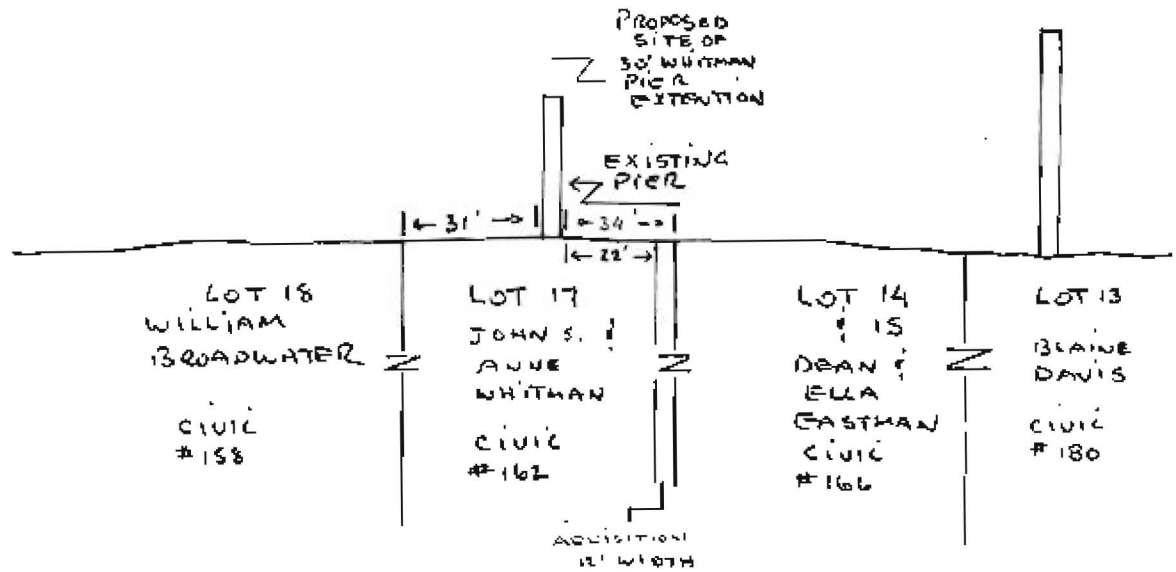 PROPOSED
SITE OF
30' WHITMAN
PIER
EXTENTION
EXISTING
PIER
← 31' →
← 34' →
← 22' →
LOT 18
WILLIAM
BROADWATER
CIVIC
# 158
LOT 17
JOHN S. &
ANNE
WHITMAN
CIVIC
# 162
LOT 14
& 15
DEAN &
ELLA
EASTMAN
CIVIC
# 166
LOT 13
BLAINE
DAVIS
CIVIC
# 180
AQUISITION
12' WIDTH